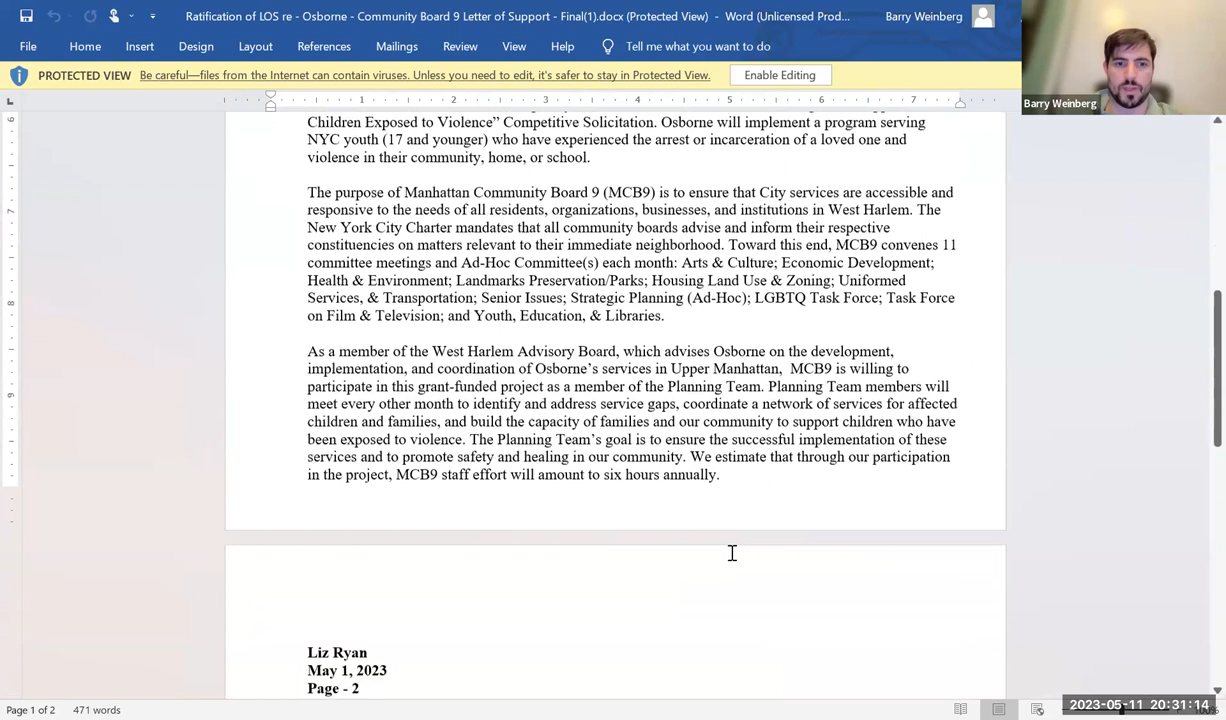 Ratification of LOS re - Osborne - Community Board 9 Letter of Support - Final(1).docx (Protected View) - Word (Unlicensed Prod...
Barry Weinberg
File Home Insert Design Layout References Mailings Review View Help Tell me what you want to do
PROTECTED VIEW Be careful—files from the Internet can contain viruses. Unless you need to edit, it's safer to stay in Protected View. Enable Editing
Barry Weinberg
1 2 3 4 5 6 7
Children Exposed to Violence” Competitive Solicitation. Osborne will implement a program serving
NYC youth (17 and younger) who have experienced the arrest or incarceration of a loved one and
violence in their community, home, or school.
The purpose of Manhattan Community Board 9 (MCB9) is to ensure that City services are accessible and
responsive to the needs of all residents, organizations, businesses, and institutions in West Harlem. The
New York City Charter mandates that all community boards advise and inform their respective
constituencies on matters relevant to their immediate neighborhood. Toward this end, MCB9 convenes 11
committee meetings and Ad-Hoc Committee(s) each month: Arts & Culture; Economic Development;
Health & Environment; Landmarks Preservation/Parks; Housing Land Use & Zoning; Uniformed
Services, & Transportation; Senior Issues; Strategic Planning (Ad-Hoc); LGBTQ Task Force; Task Force
on Film & Television; and Youth, Education, & Libraries.
As a member of the West Harlem Advisory Board, which advises Osborne on the development,
implementation, and coordination of Osborne’s services in Upper Manhattan,  MCB9 is willing to
participate in this grant-funded project as a member of the Planning Team. Planning Team members will
meet every other month to identify and address service gaps, coordinate a network of services for affected
children and families, and build the capacity of families and our community to support children who have
been exposed to violence. The Planning Team’s goal is to ensure the successful implementation of these
services and to promote safety and healing in our community. We estimate that through our participation
in the project, MCB9 staff effort will amount to six hours annually.
Liz Ryan
May 1, 2023
Page - 2
Page 1 of 2 471 words
2023-05-11 20:31:14